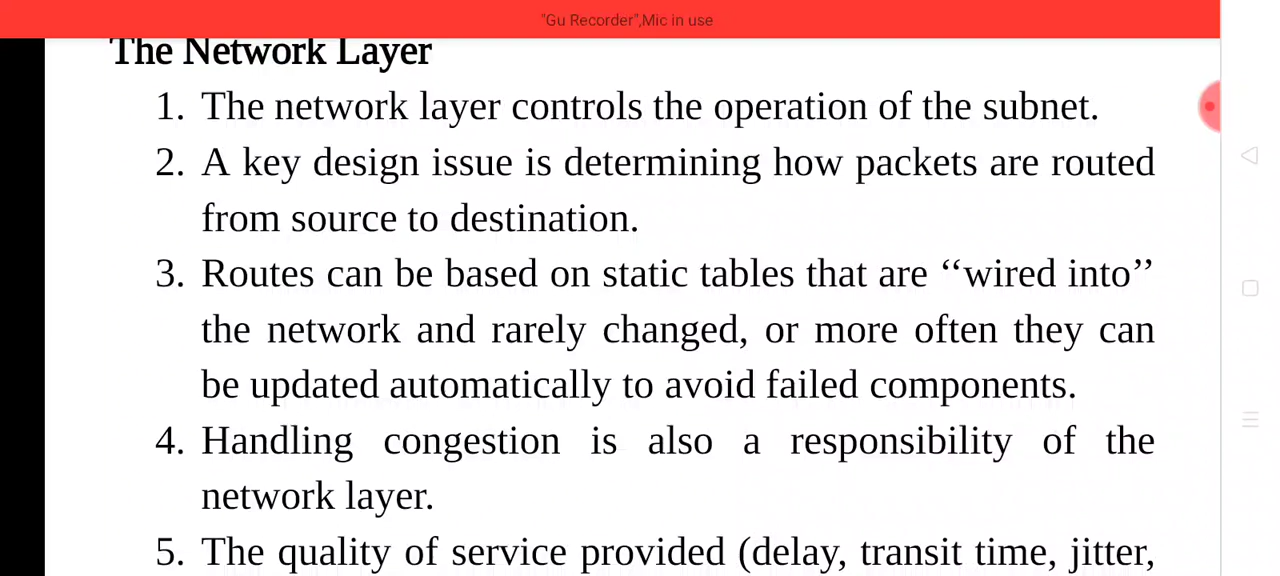 "Gu Recorder",Mic in use
The Network Layer
1. The network layer controls the operation of the subnet.
2. A key design issue is determining how packets are routed
from source to destination.
3. Routes can be based on static tables that are ‘‘wired into’’
the network and rarely changed, or more often they can
be updated automatically to avoid failed components.
4. Handling congestion is also a responsibility of the
network layer.
5. The quality of service provided (delay, transit time, jitter,